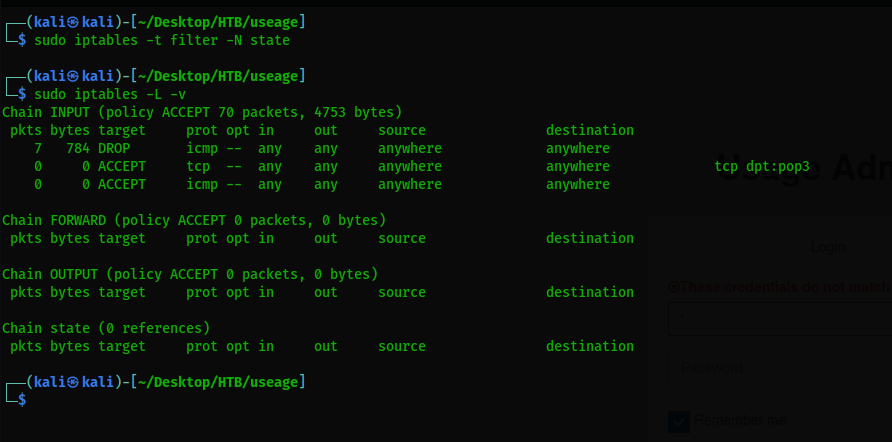 ┌──(kali㉿kali)-[~/Desktop/HTB/useage]
└─$ sudo iptables -t filter -N state
┌──(kali㉿kali)-[~/Desktop/HTB/useage]
└─$ sudo iptables -L -v
Chain INPUT (policy ACCEPT 70 packets, 4753 bytes)
 pkts bytes target     prot opt in     out     source               destination
    7   784 DROP       icmp --  any    any     anywhere             anywhere
    0     0 ACCEPT     tcp  --  any    any     anywhere             anywhere             tcp dpt:pop3
    0     0 ACCEPT     icmp --  any    any     anywhere             anywhere
Chain FORWARD (policy ACCEPT 0 packets, 0 bytes)
 pkts bytes target     prot opt in     out     source               destination
Chain OUTPUT (policy ACCEPT 0 packets, 0 bytes)
 pkts bytes target     prot opt in     out     source               destination
Chain state (0 references)
 pkts bytes target     prot opt in     out     source               destination
┌──(kali㉿kali)-[~/Desktop/HTB/useage]
└─$
Usage Adm
Login
These credentials do not match
Password
Remember me